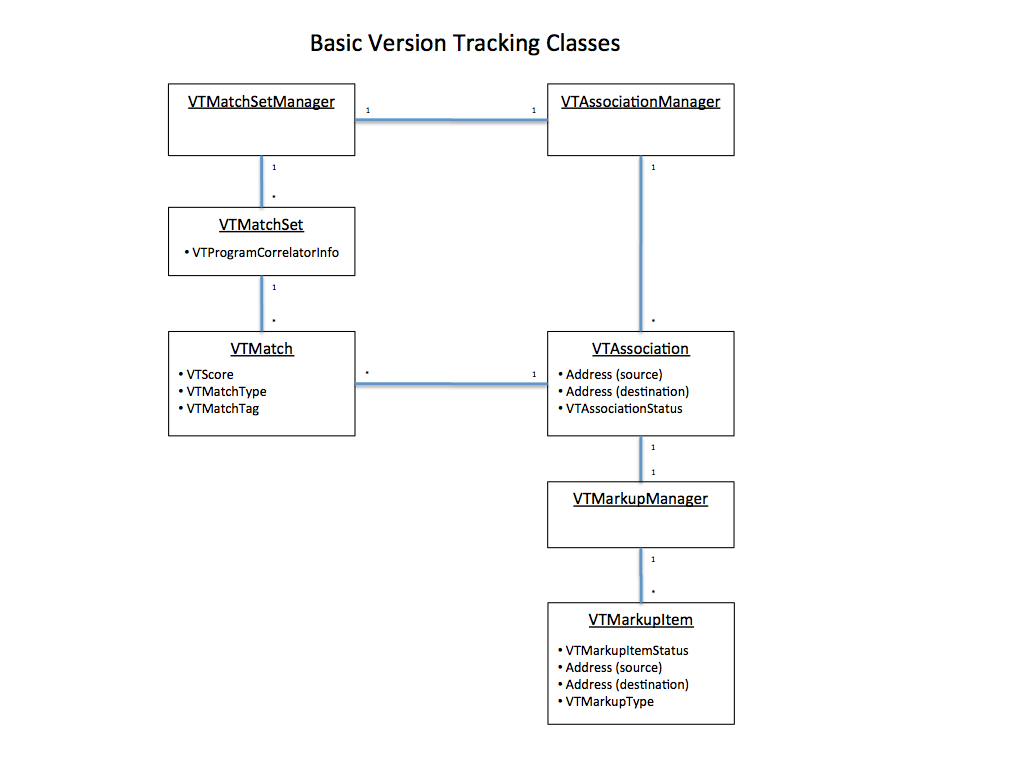 Basic Version Tracking Classes
VTMatchSetManager
1
1
VTAssociationManager
1
*
1
*
VTMatchSet
• VTProgramCorrelatorInfo
1
*
VTMatch
• VTScore
• VTMatchType
• VTMatchTag
*
1
VTAssociation
• Address (source)
• Address (destination)
• VTAssociationStatus
1
1
VTMarkupManager
1
*
VTMarkupItem
• VTMarkupItemStatus
• Address (source)
• Address (destination)
• VTMarkupType